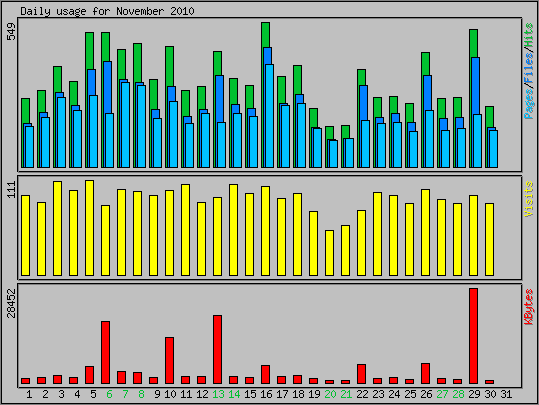 Daily usage for November 2010
549
Pages/Files/Hits
111
Visits
28452
KBytes
1 2 3 4 5 6 7 8 9 10 11 12 13 14 15 16 17 18 19 20 21 22 23 24 25 26 27 28 29 30 31